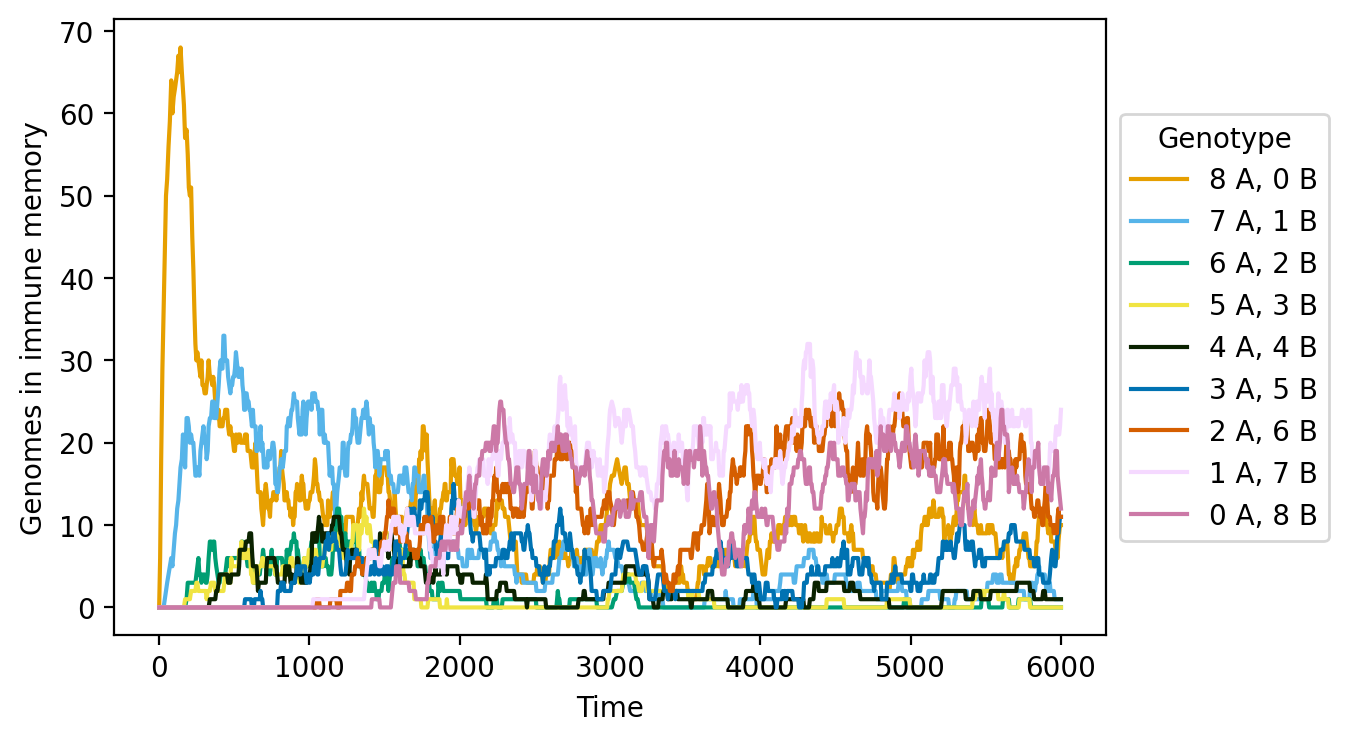 70
60
50
40
30
20
10
0
Genomes in immune memory
0 1000 2000 3000 4000 5000 6000
Time
Genotype
8 A, 0 B
7 A, 1 B
6 A, 2 B
5 A, 3 B
4 A, 4 B
3 A, 5 B
2 A, 6 B
1 A, 7 B
0 A, 8 B